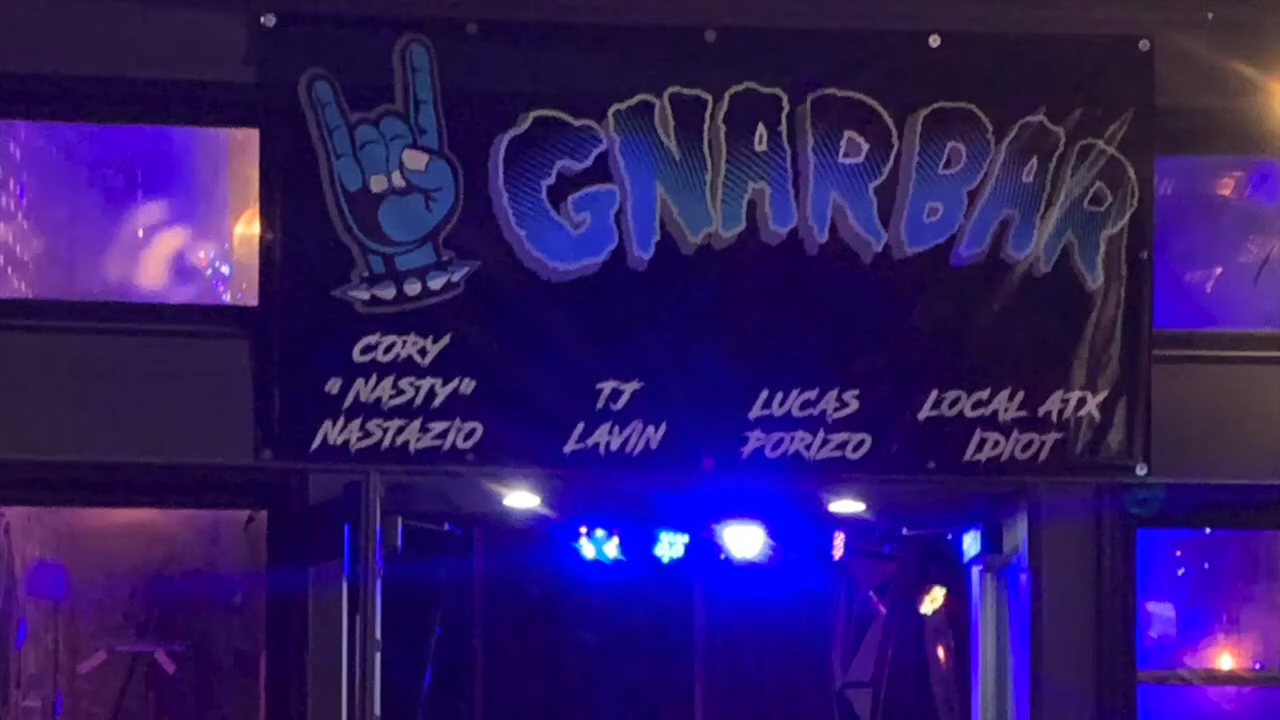 GNARBAR
CORY
"NASTY"
NASTAZIO
TJ
LAVIN
LUCAS
PORIZO
LOCAL ATX
IDIOT